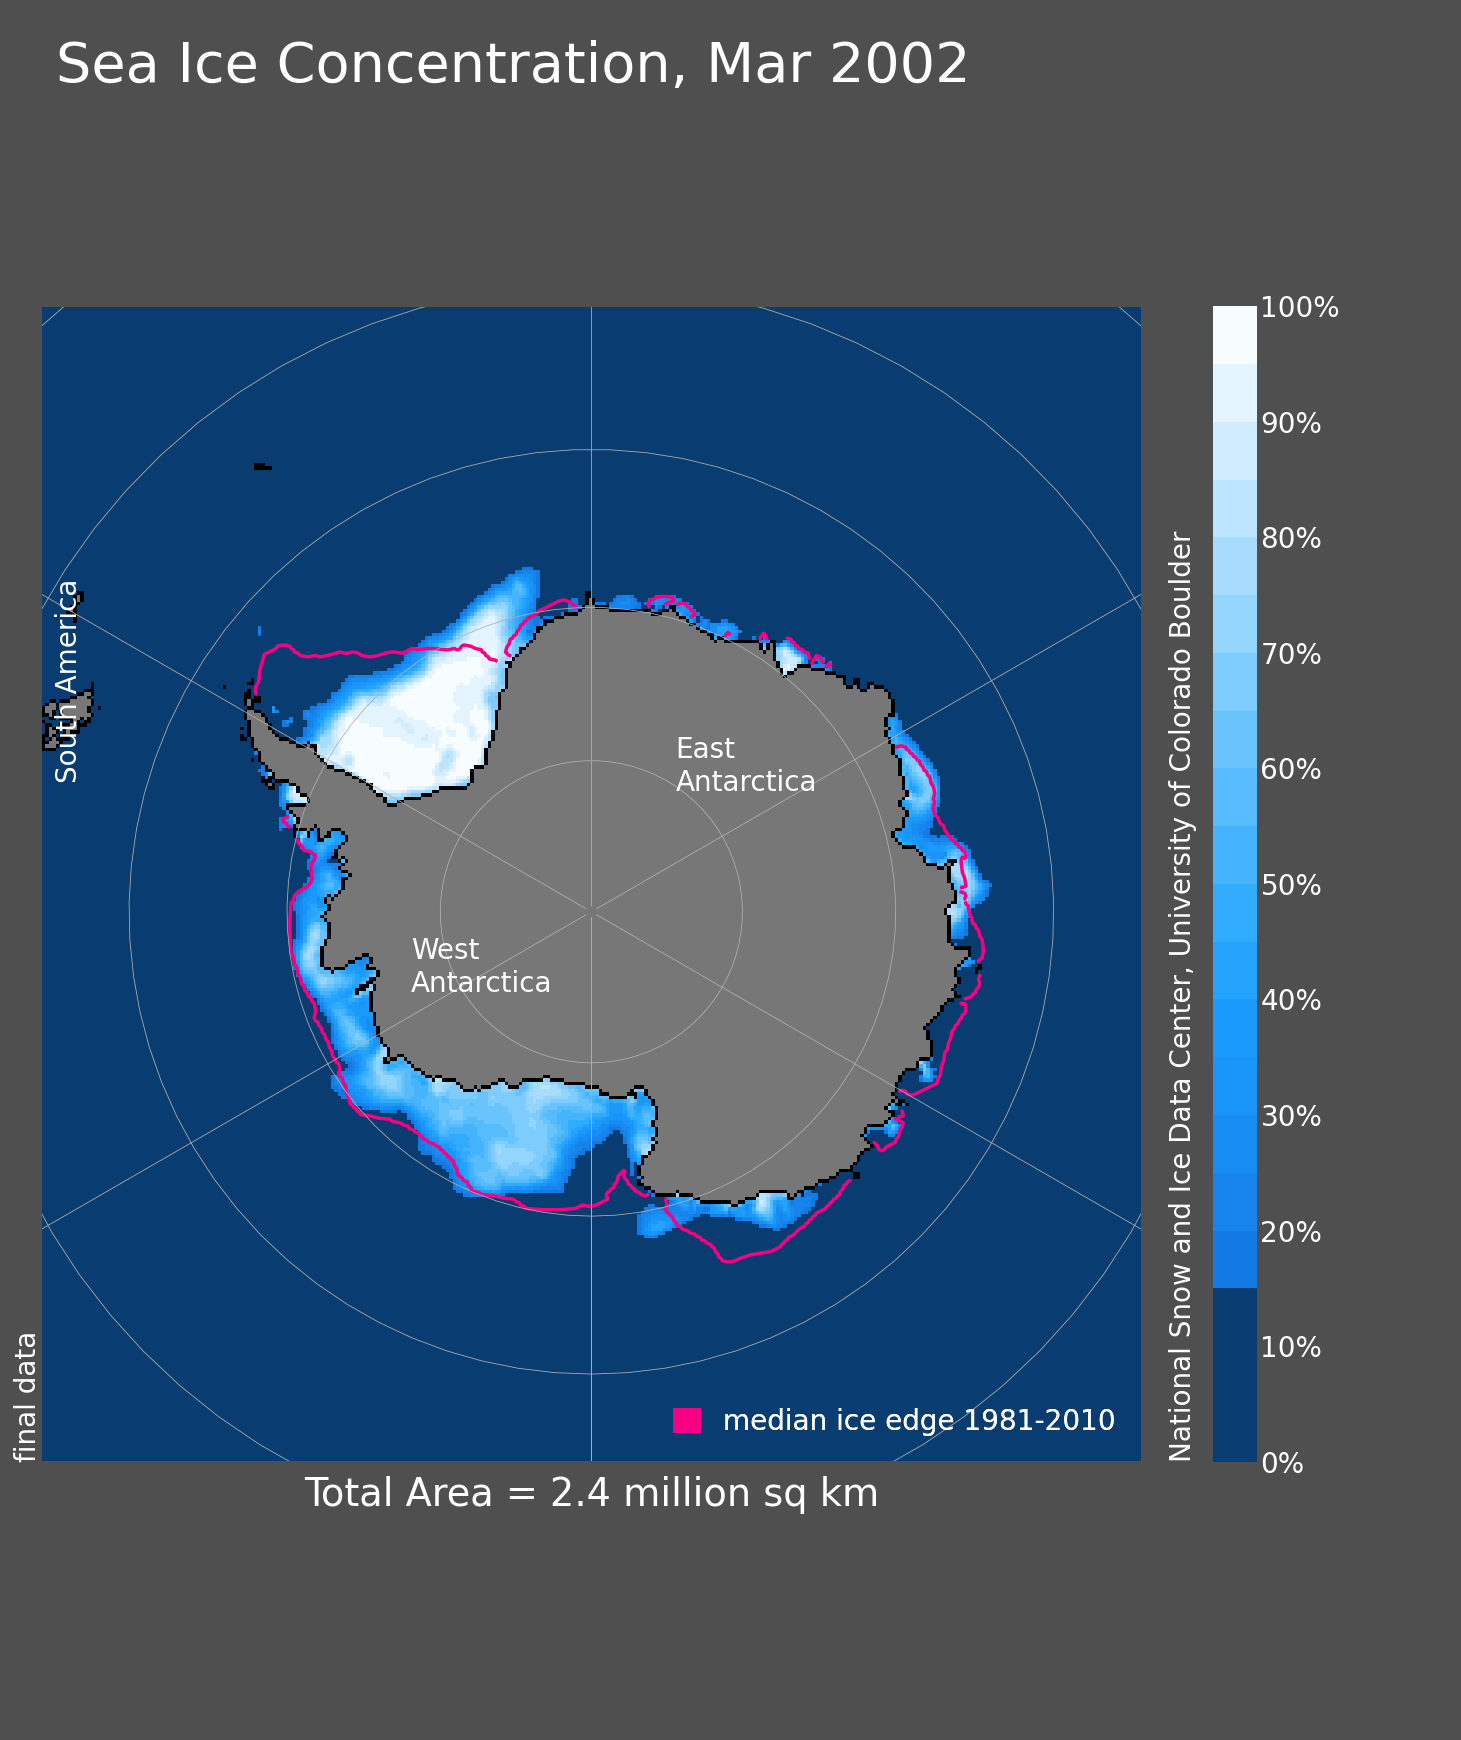 Sea Ice Concentration, Mar 2002
South America
East
Antarctica
West
Antarctica
median ice edge 1981-2010
final data
Total Area = 2.4 million sq km
100%
90%
80%
70%
60%
50%
40%
30%
20%
10%
0%
National Snow and Ice Data Center, University of Colorado Boulder